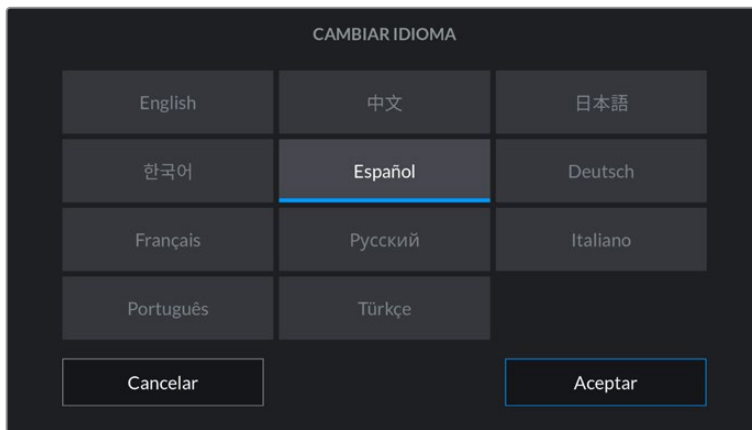 CAMBIAR IDIOMA
English 中文 日本語
한국어 Español Deutsch
Français Русский Italiano
Português Türkçe
Cancelar Aceptar